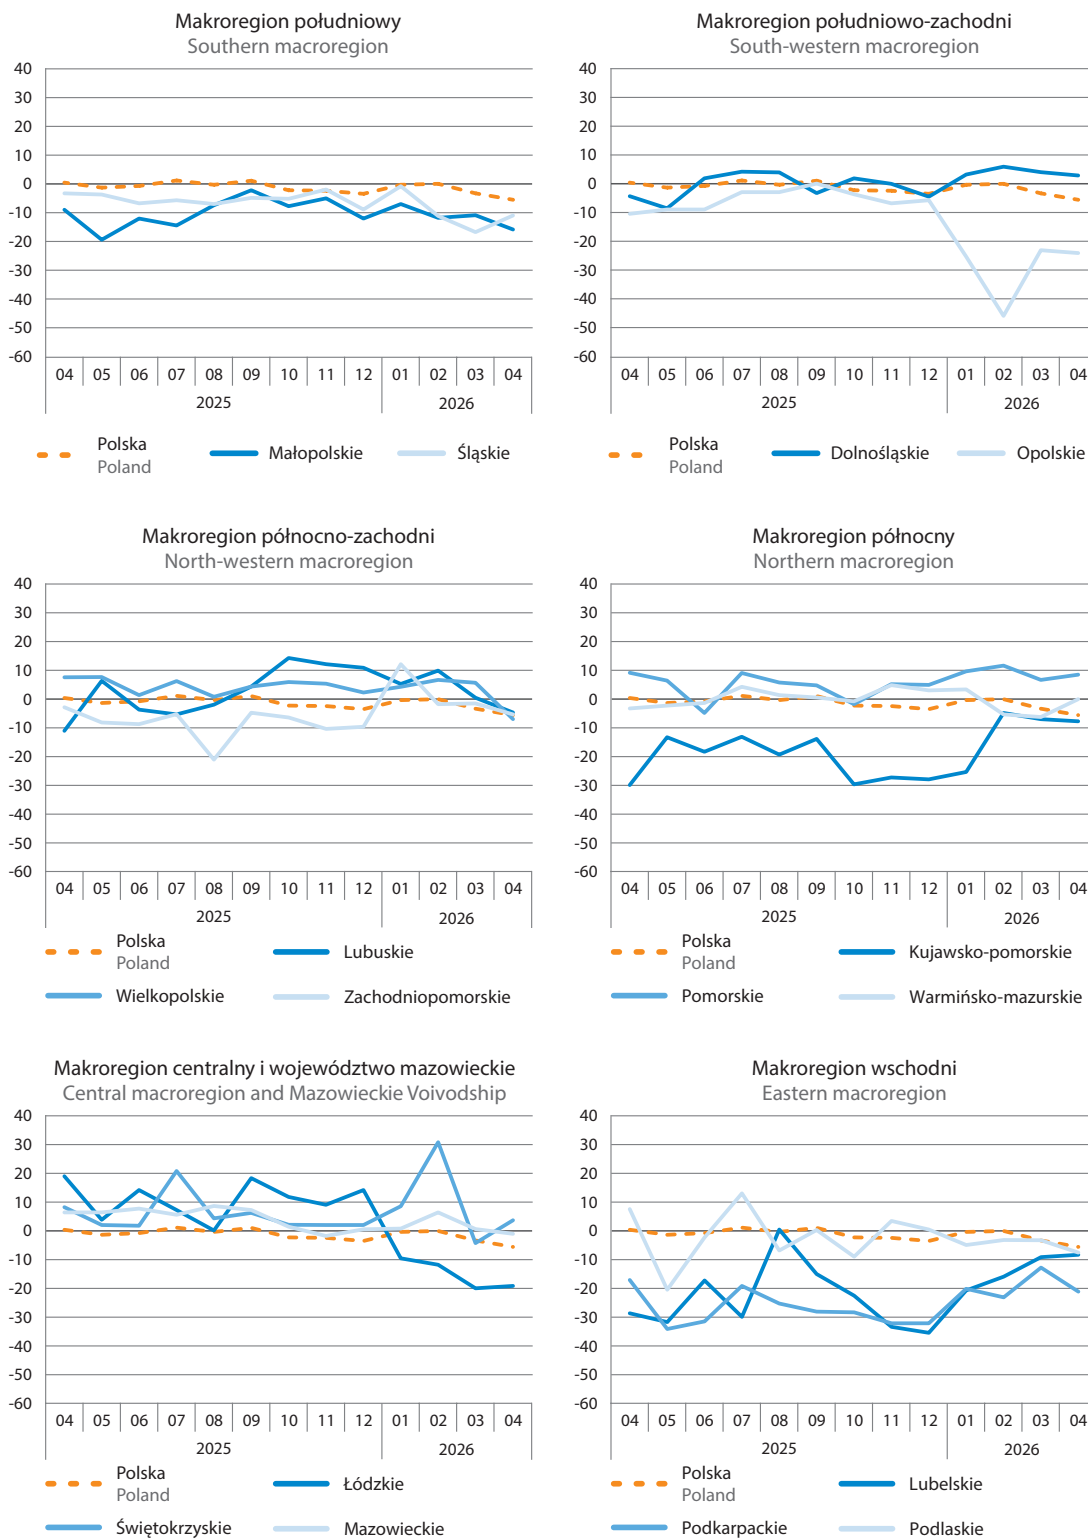 Makroregion południowy
Southern macroregion
40
30
20
10
0
-10
-20
-30
-40
-50
-60
04 05 06 07 08 09 10 11 12 01 02 03 04
2025 2026
Polska
Poland
Małopolskie
Śląskie
Makroregion południowo-zachodni
South-western macroregion
40
30
20
10
0
-10
-20
-30
-40
-50
-60
04 05 06 07 08 09 10 11 12 01 02 03 04
2025 2026
Polska
Poland
Dolnośląskie
Opolskie
Makroregion północno-zachodni
North-western macroregion
40
30
20
10
0
-10
-20
-30
-40
-50
-60
04 05 06 07 08 09 10 11 12 01 02 03 04
2025 2026
Polska
Poland
Lubuskie
Wielkopolskie
Zachodniopomorskie
Makroregion północny
Northern macroregion
40
30
20
10
0
-10
-20
-30
-40
-50
-60
04 05 06 07 08 09 10 11 12 01 02 03 04
2025 2026
Polska
Poland
Kujawsko-pomorskie
Pomorskie
Warmińsko-mazurskie
Makroregion centralny i województwo mazowieckie
Central macroregion and Mazowieckie Voivodship
40
30
20
10
0
-10
-20
-30
-40
-50
-60
04 05 06 07 08 09 10 11 12 01 02 03 04
2025 2026
Polska
Poland
Łódzkie
Świętokrzyskie
Mazowieckie
Makroregion wschodni
Eastern macroregion
40
30
20
10
0
-10
-20
-30
-40
-50
-60
04 05 06 07 08 09 10 11 12 01 02 03 04
2025 2026
Polska
Poland
Lubelskie
Podkarpackie
Podlaskie